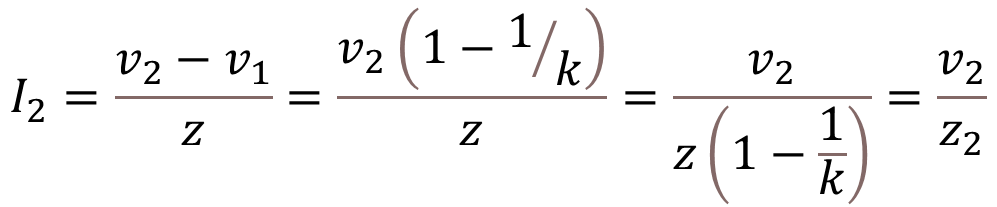 I₂ = (v₂ − v₁)/z = v₂(1 − 1/k)/z = v₂/(z(1 − 1/k)) = v₂/z₂